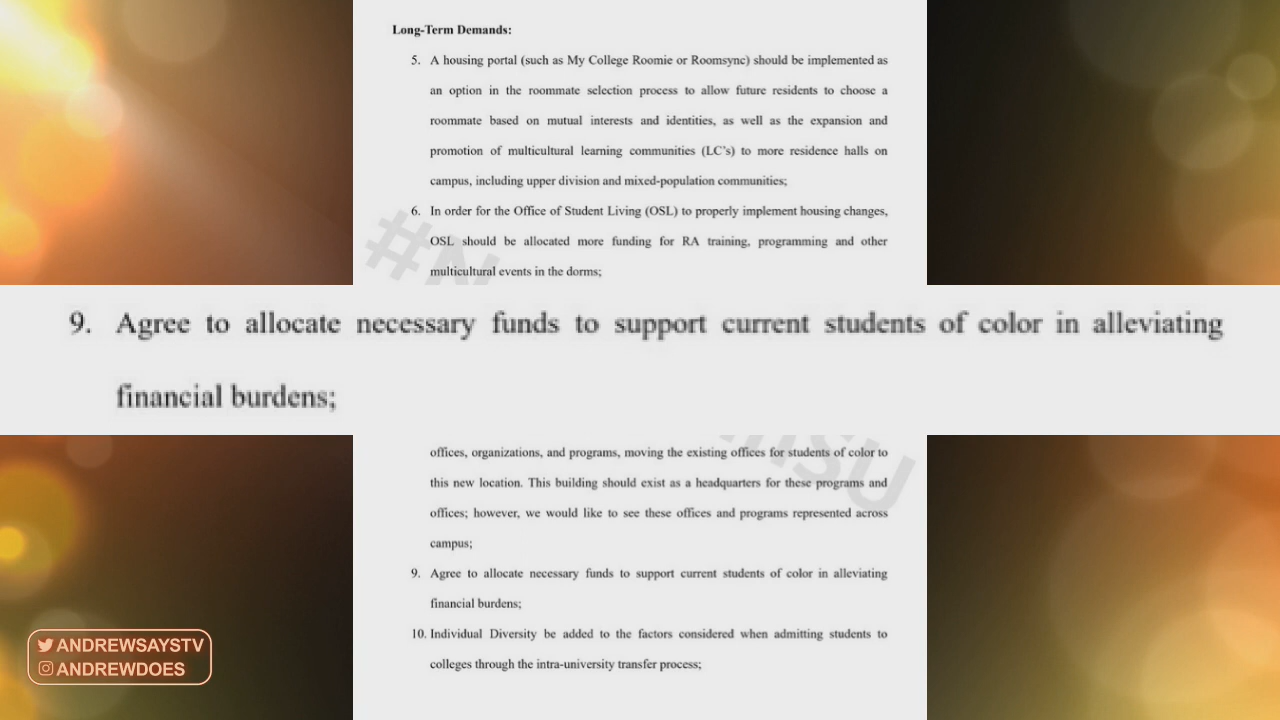 Long-Term Demands:
5. A housing portal (such as My College Roomie or Roomsync) should be implemented as
an option in the roommate selection process to allow future residents to choose a
roommate based on mutual interests and identities, as well as the expansion and
promotion of multicultural learning communities (LC's) to more residence halls on
campus, including upper division and mixed-population communities;
6. In order for the Office of Student Living (OSL) to properly implement housing changes,
OSL should be allocated more funding for RA training, programming and other
multicultural events in the dorms;
9. Agree to allocate necessary funds to support current students of color in alleviating
financial burdens;
offices, organizations, and programs, moving the existing offices for students of color to
this new location. This building should exist as a headquarters for these programs and
offices; however, we would like to see these offices and programs represented across
campus;
9. Agree to allocate necessary funds to support current students of color in alleviating
financial burdens;
10. Individual Diversity be added to the factors considered when admitting students to
colleges through the intra-university transfer process;
ANDREWSAYSTV
ANDREWDOES